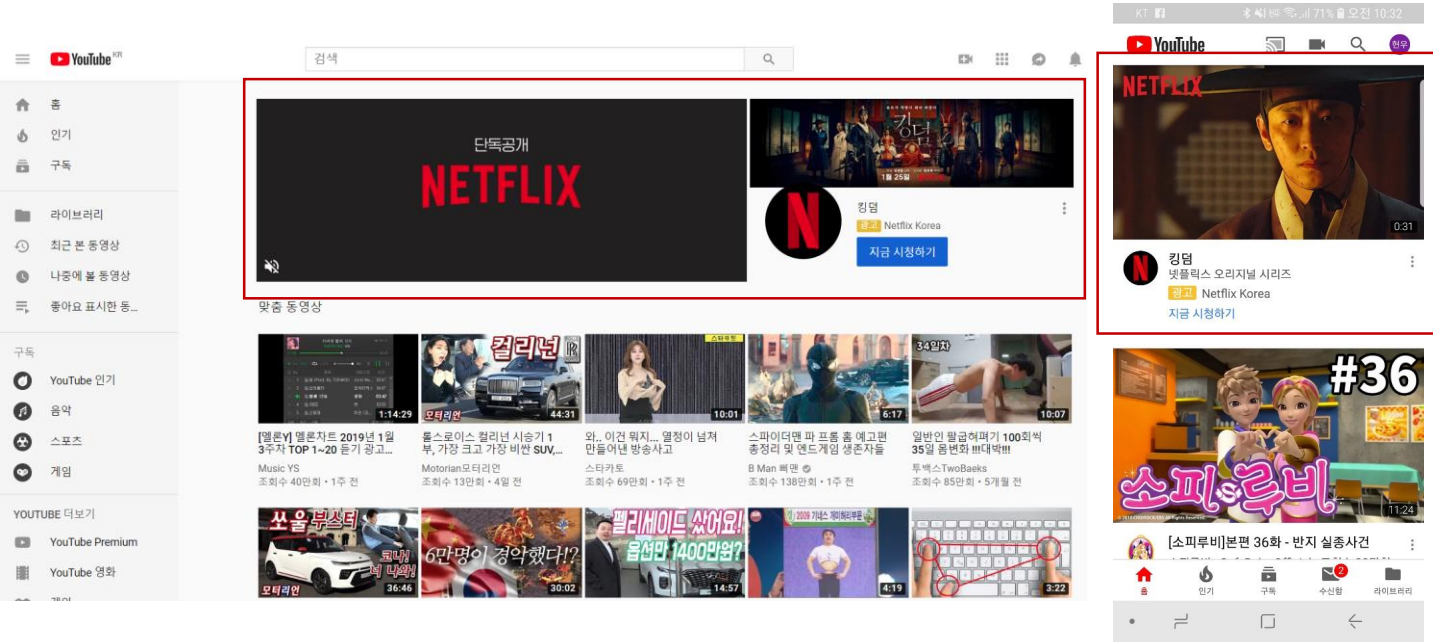 YouTube KR
검색
홈
인기
구독
라이브러리
최근 본 동영상
나중에 볼 동영상
좋아요 표시한 동...
구독
YouTube 인기
음악
스포츠
게임
YOUTUBE 더보기
YouTube Premium
YouTube 영화
단독공개
NETFLIX
킹덤
1월 25일
킹덤
광고 Netflix Korea
지금 시청하기
맞춤 동영상
1:14:29
[멜론Y] 멜론차트 2019년 1월
3주차 TOP 1~20 듣기 광고...
Music YS
조회수 40만회 • 1주 전
컬리넌
모터리언
44:31
롤스로이스 컬리넌 시승기 1
부, 가장 크고 가장 비싼 SUV,...
Motorian모터리언
조회수 13만회 • 4일 전
스타카토
10:01
와.. 이건 뭐지... 열정이 넘쳐
만들어낸 방송사고
스타카토
조회수 69만회 • 1주 전
6:17
스파이더맨 파 프롬 홈 예고편
총정리 및 엔드게임 생존자들
B Man 삐맨
조회수 138만회 • 1주 전
34일차
10:07
일반인 팔굽혀펴기 100회씩
35일 몸변화 !!!대박!!!
투백스TwoBaeks
조회수 85만회 • 5개월 전
쏘울 부스터
코나!
너 나와!
모터리언
36:46
6만명이 경악했다!?
30:02
펠리세이드 샀어요!
옵션만 1400만원?
14:57
4:19
3:22
KT
71% 오전 10:32
YouTube
현우
NETFLIX
0:31
킹덤
넷플릭스 오리지널 시리즈
광고 Netflix Korea
지금 시청하기
#36
소피&루비
11:24
[소피루비]본편 36화 - 반지 실종사건
2
홈
인기
구독
수신함
라이브러리